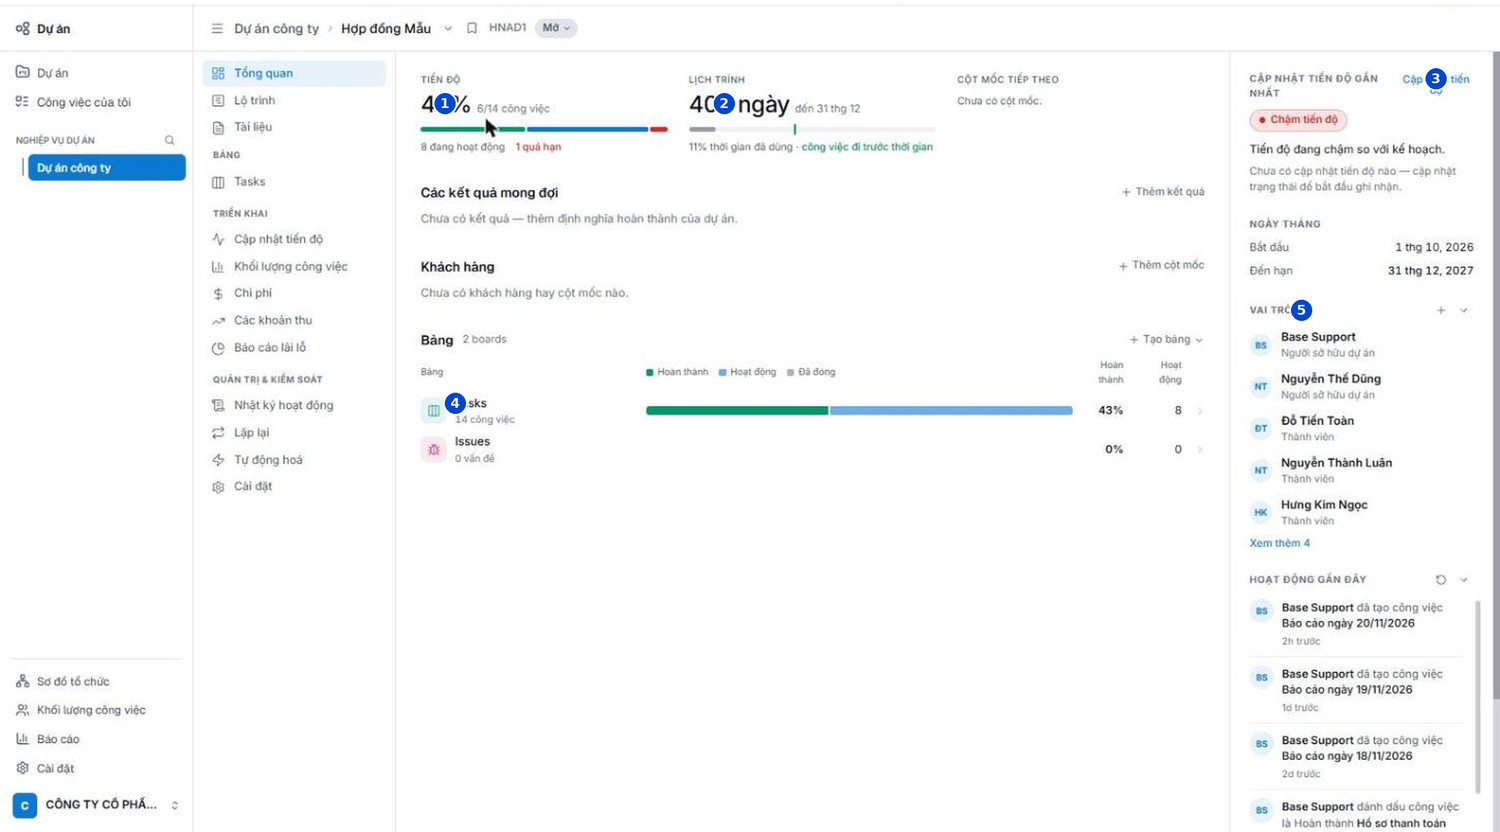 Dự án
Dự án
Công việc của tôi
NGHIỆP VỤ DỰ ÁN
Dự án công ty
Sơ đồ tổ chức
Khối lượng công việc
Báo cáo
Cài đặt
C
CÔNG TY CỔ PHẦ...
Dự án công ty › Hợp đồng Mẫu HNAD1 Mở
Tổng quan
Lộ trình
Tài liệu
BẢNG
Tasks
TRIỂN KHAI
Cập nhật tiến độ
Khối lượng công việc
Chi phí
Các khoản thu
Báo cáo lãi lỗ
QUẢN TRỊ & KIỂM SOÁT
Nhật ký hoạt động
Lặp lại
Tự động hoá
Cài đặt
TIẾN ĐỘ
1 % 6/14 công việc
8 đang hoạt động 1 quá hạn
LỊCH TRÌNH
2 ngày đến 31 thg 12
11% thời gian đã dùng · công việc đi trước thời gian
CỘT MỐC TIẾP THEO
Chưa có cột mốc.
Các kết quả mong đợi
+ Thêm kết quả
Chưa có kết quả — thêm định nghĩa hoàn thành của dự án.
Khách hàng
+ Thêm cột mốc
Chưa có khách hàng hay cột mốc nào.
Bảng 2 boards
+ Tạo bảng
Bảng
Hoàn thành Hoạt động Đã đóng
Hoàn thành
Hoạt động
4 sks
14 công việc
43% 8
Issues
0 vấn đề
0% 0
CẬP NHẬT TIẾN ĐỘ GẦN
NHẤT
Cập 3 tiến
Chậm tiến độ
Tiến độ đang chậm so với kế hoạch.
Chưa có cập nhật tiến độ nào — cập nhật
trạng thái để bắt đầu ghi nhận.
NGÀY THÁNG
Bắt đầu 1 thg 10, 2026
Đến hạn 31 thg 12, 2027
VAI TRÒ 5
BS Base Support
Người sở hữu dự án
NT Nguyễn Thế Dũng
Người sở hữu dự án
ĐT Đỗ Tiến Toàn
Thành viên
NT Nguyễn Thành Luân
Thành viên
HK Hưng Kim Ngọc
Thành viên
Xem thêm 4
HOẠT ĐỘNG GẦN ĐÂY
BS Base Support đã tạo công việc
Báo cáo ngày 20/11/2026
2h trước
BS Base Support đã tạo công việc
Báo cáo ngày 19/11/2026
1d trước
BS Base Support đã tạo công việc
Báo cáo ngày 18/11/2026
2d trước
BS Base Support đánh dấu công việc
là Hoàn thành Hồ sơ thanh toán